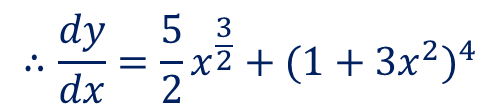 ∴ dy/dx = 5/2 x^(3/2) + (1 + 3x²)⁴